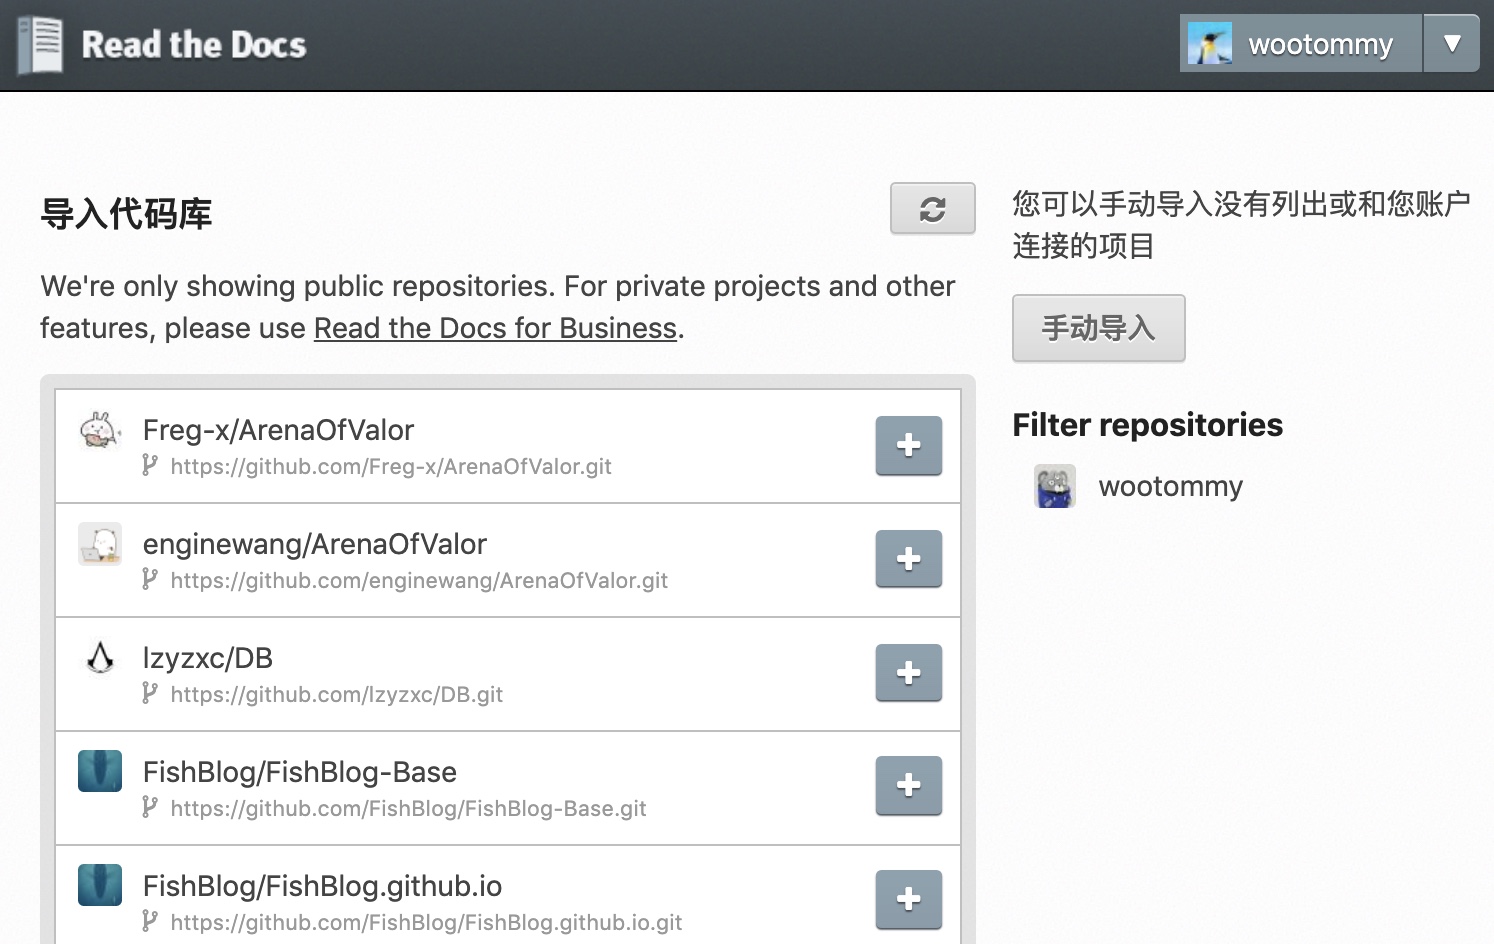 Read the Docs
wootommy
导入代码库
We're only showing public repositories. For private projects and other
features, please use Read the Docs for Business.
Freg-x/ArenaOfValor
https://github.com/Freg-x/ArenaOfValor.git
enginewang/ArenaOfValor
https://github.com/enginewang/ArenaOfValor.git
lzyzxc/DB
https://github.com/lzyzxc/DB.git
FishBlog/FishBlog-Base
https://github.com/FishBlog/FishBlog-Base.git
FishBlog/FishBlog.github.io
https://github.com/FishBlog/FishBlog.github.io.git
您可以手动导入没有列出或和您账户
连接的项目
手动导入
Filter repositories
wootommy